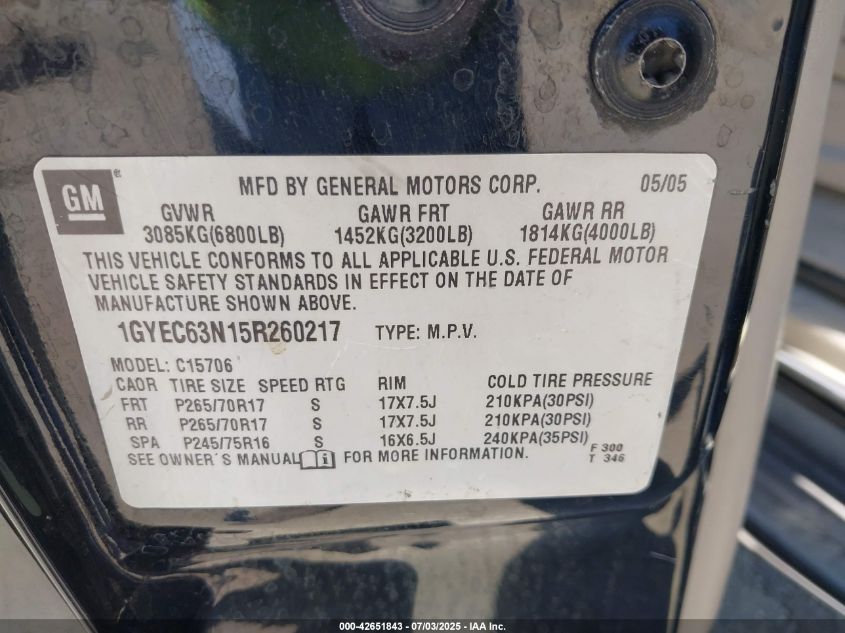 GM ®
MFD BY GENERAL MOTORS CORP. 05/05
GVWR GAWR FRT GAWR RR
3085KG(6800LB) 1452KG(3200LB) 1814KG(4000LB)
THIS VEHICLE CONFORMS TO ALL APPLICABLE U.S. FEDERAL MOTOR
VEHICLE SAFETY STANDARDS IN EFFECT ON THE DATE OF
MANUFACTURE SHOWN ABOVE.
1GYEC63N15R260217 TYPE: M.P.V.
MODEL: C15706
CAOR TIRE SIZE SPEED RTG RIM COLD TIRE PRESSURE
FRT P265/70R17 S 17X7.5J 210KPA(30PSI)
RR P265/70R17 S 17X7.5J 210KPA(30PSI)
SPA P245/75R16 S 16X6.5J 240KPA(35PSI)
SEE OWNER´S MANUAL i FOR MORE INFORMATION. F 300
T 346
000-42651843 / 07/03/2025 - IAA Inc.